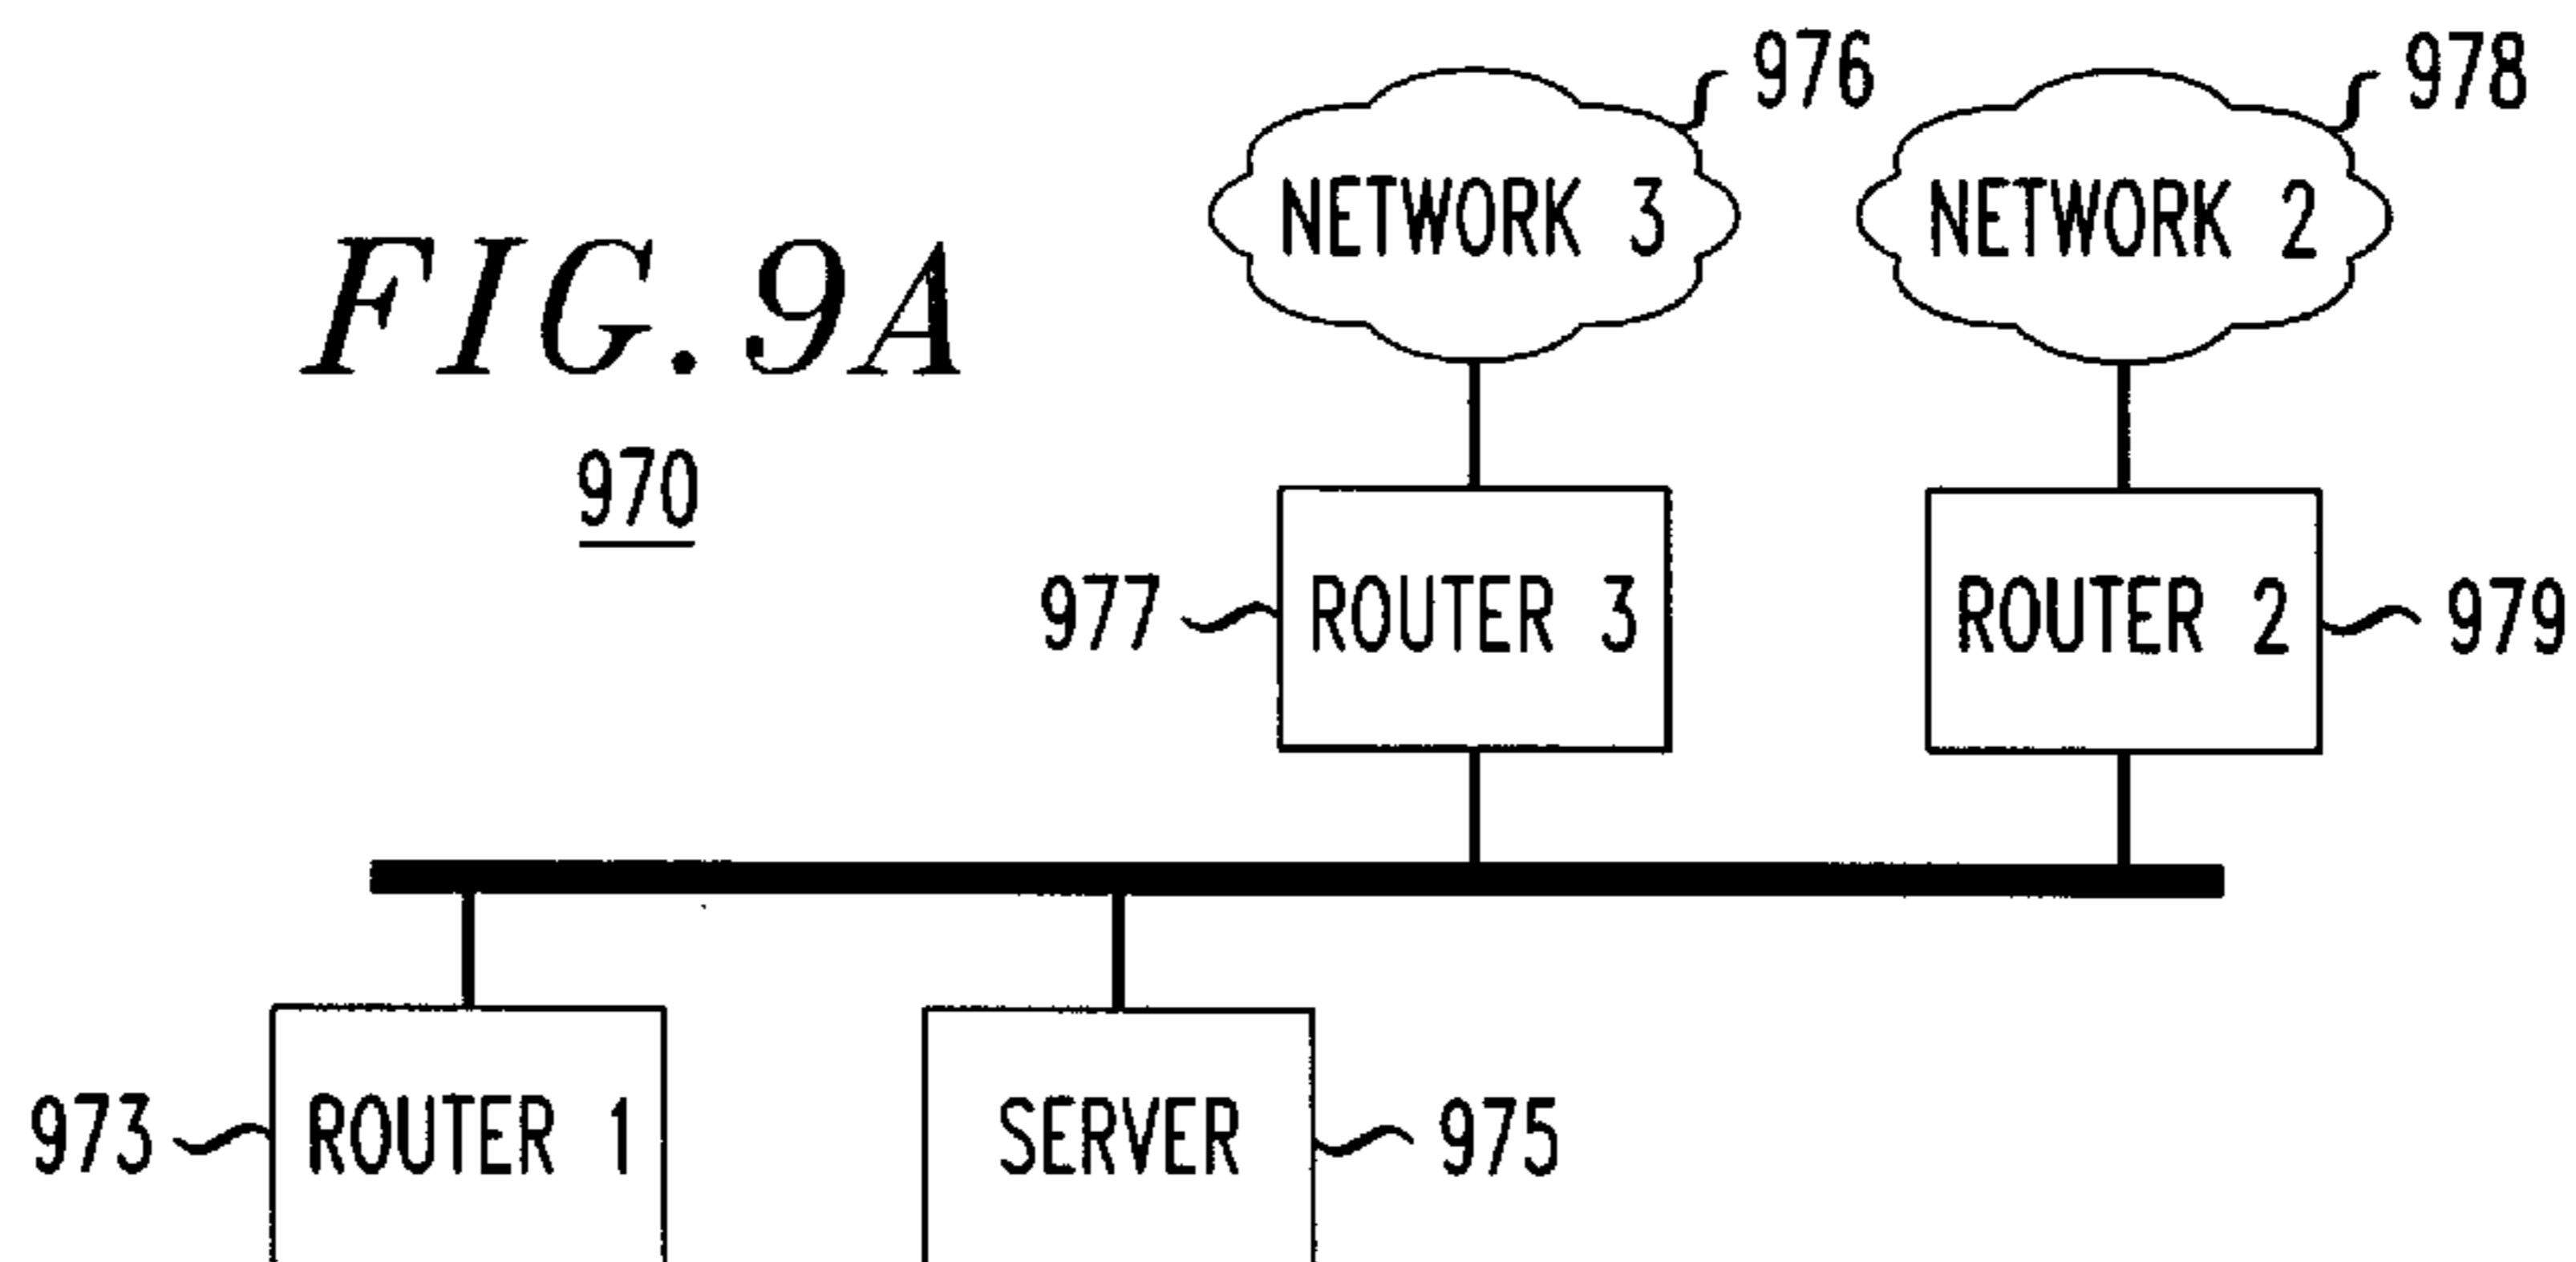 976
978
NETWORK 3
NETWORK 2
FIG. 9A
970
977
ROUTER 3
ROUTER 2
979
973
ROUTER 1
SERVER
975